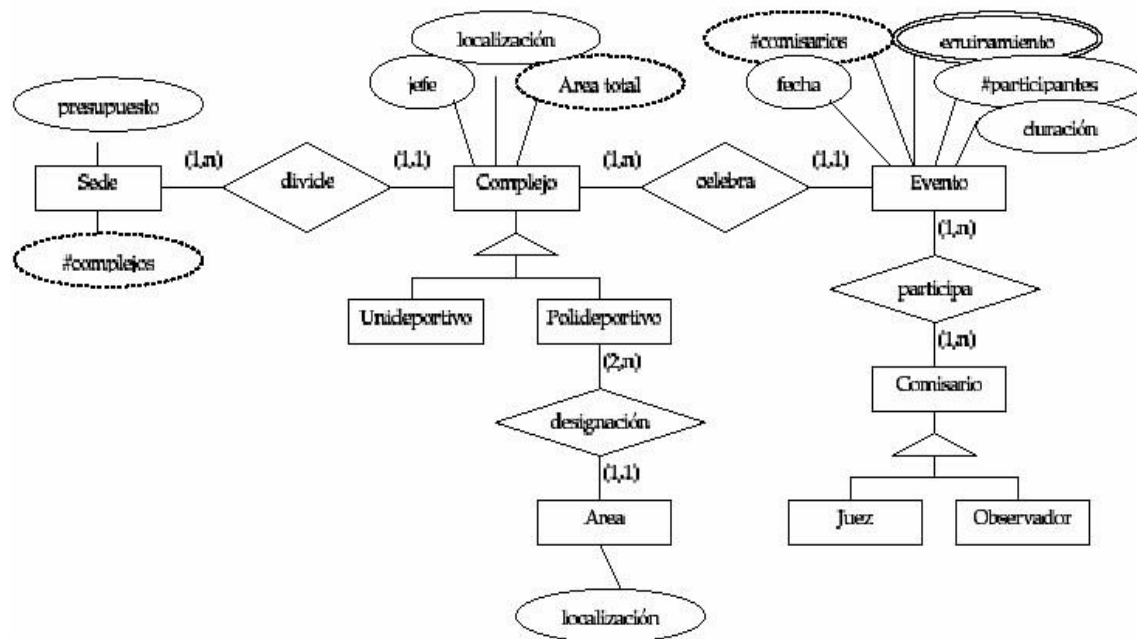 localización
#comisarios
equipamiento
jefe
Area total
fecha
#participantes
presupuesto
duración
(1,n)
(1,1)
(1,n)
(1,1)
Sede
divide
Complejo
celebra
Evento
(1,n)
#complejos
participa
Unideportivo
Polideportivo
(1,n)
(2,n)
Comisario
designación
(1,1)
Area
Juez
Observador
localización